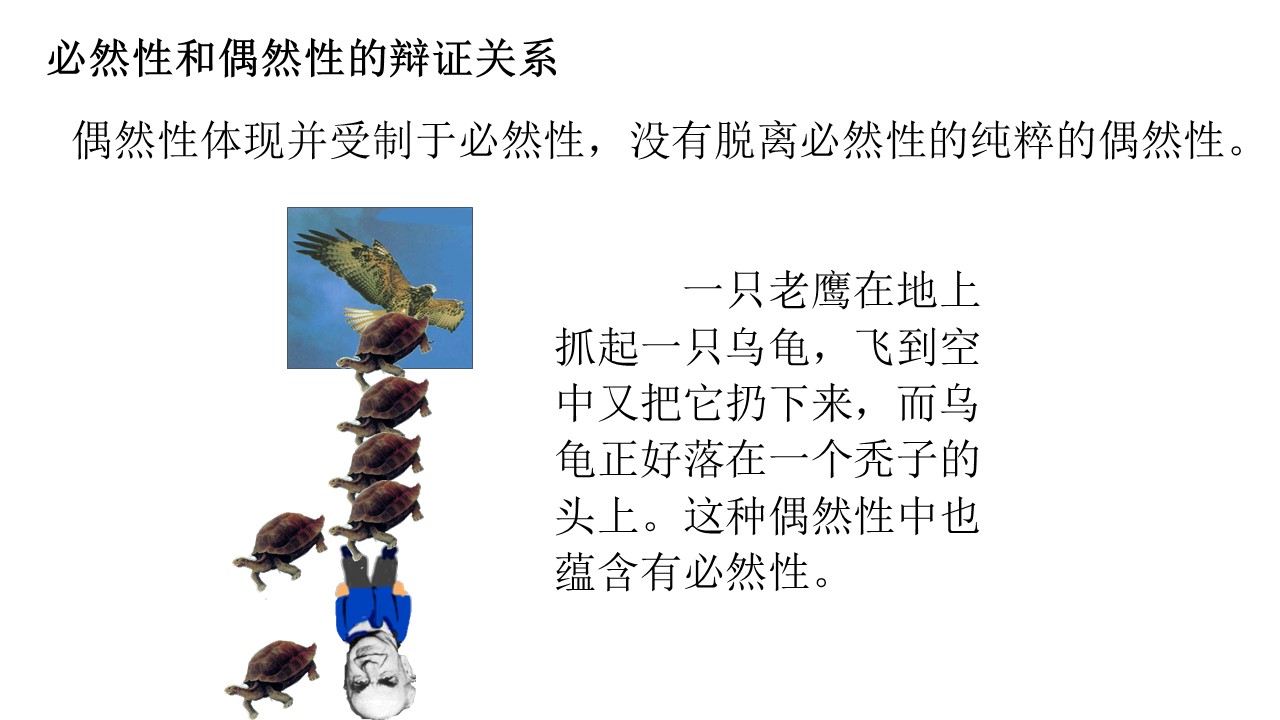 必然性和偶然性的辩证关系
偶然性体现并受制于必然性，没有脱离必然性的纯粹的偶然性。
一只老鹰在地上
抓起一只乌龟，飞到空
中又把它扔下来，而乌
龟正好落在一个秃子的
头上。这种偶然性中也
蕴含有必然性。